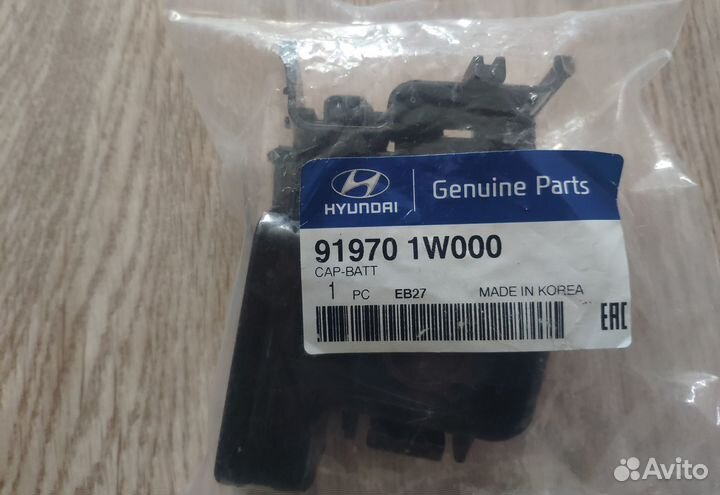 HYUNDAI
Genuine Parts
91970 1W000
CAP-BATT
1 PC EB27 MADE IN KOREA
EAC
Avito